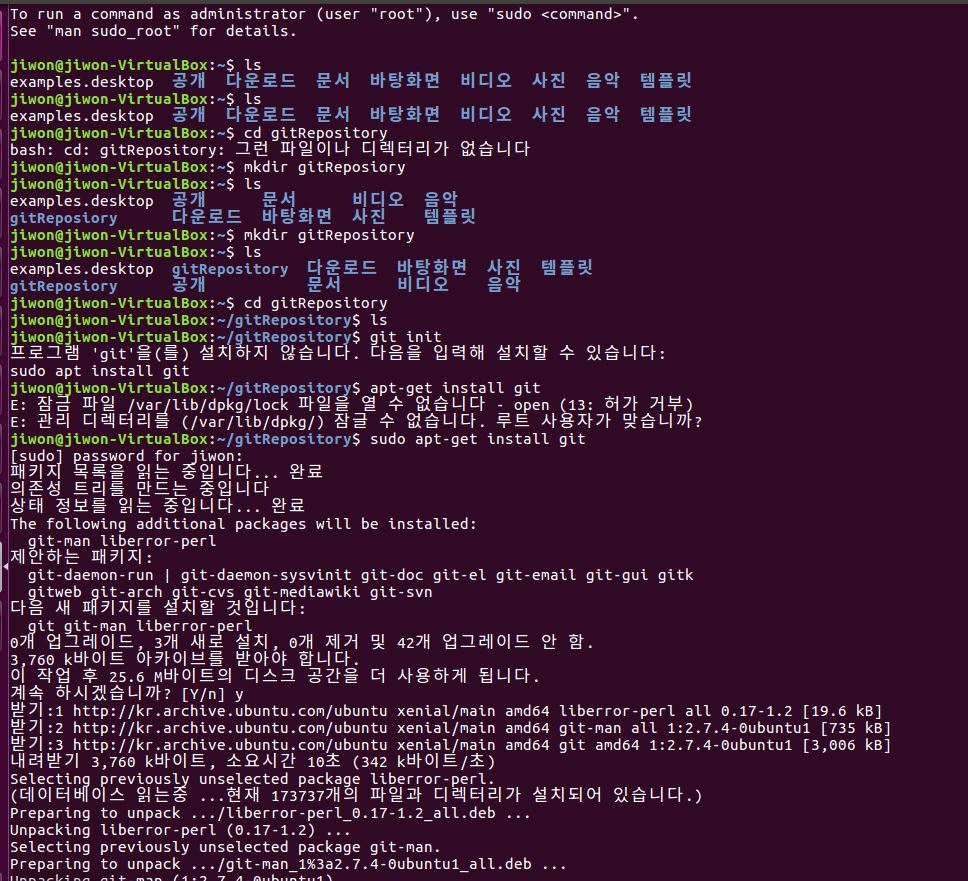 To run a command as administrator (user "root"), use "sudo <command>".
See "man sudo_root" for details.
jiwon@jiwon-VirtualBox:~$ ls
examples.desktop  공개  다운로드  문서  바탕화면  비디오  사진  음악  템플릿
jiwon@jiwon-VirtualBox:~$ ls
examples.desktop  공개  다운로드  문서  바탕화면  비디오  사진  음악  템플릿
jiwon@jiwon-VirtualBox:~$ cd gitRepository
bash: cd: gitRepository: 그런 파일이나 디렉터리가 없습니다
jiwon@jiwon-VirtualBox:~$ mkdir gitReposiory
jiwon@jiwon-VirtualBox:~$ ls
examples.desktop  공개      문서      비디오  음악
gitReposiory      다운로드  바탕화면  사진    템플릿
jiwon@jiwon-VirtualBox:~$ mkdir gitRepository
jiwon@jiwon-VirtualBox:~$ ls
examples.desktop  gitRepository  다운로드  바탕화면  사진  템플릿
gitReposiory      공개           문서      비디오    음악
jiwon@jiwon-VirtualBox:~$ cd gitRepository
jiwon@jiwon-VirtualBox:~/gitRepository$ ls
jiwon@jiwon-VirtualBox:~/gitRepository$ git init
프로그램 'git'을(를) 설치하지 않습니다. 다음을 입력해 설치할 수 있습니다:
sudo apt install git
jiwon@jiwon-VirtualBox:~/gitRepository$ apt-get install git
E: 잠금 파일 /var/lib/dpkg/lock 파일을 열 수 없습니다 - open (13: 허가 거부)
E: 관리 디렉터리를 (/var/lib/dpkg/) 잠글 수 없습니다. 루트 사용자가 맞습니까?
jiwon@jiwon-VirtualBox:~/gitRepository$ sudo apt-get install git
[sudo] password for jiwon:
패키지 목록을 읽는 중입니다... 완료
의존성 트리를 만드는 중입니다
상태 정보를 읽는 중입니다... 완료
The following additional packages will be installed:
  git-man liberror-perl
제안하는 패키지:
  git-daemon-run | git-daemon-sysvinit git-doc git-el git-email git-gui gitk
  gitweb git-arch git-cvs git-mediawiki git-svn
다음 새 패키지를 설치할 것입니다:
  git git-man liberror-perl
0개 업그레이드, 3개 새로 설치, 0개 제거 및 42개 업그레이드 안 함.
3,760 k바이트 아카이브를 받아야 합니다.
이 작업 후 25.6 M바이트의 디스크 공간을 더 사용하게 됩니다.
계속 하시겠습니까? [Y/n] y
받기:1 http://kr.archive.ubuntu.com/ubuntu xenial/main amd64 liberror-perl all 0.17-1.2 [19.6 kB]
받기:2 http://kr.archive.ubuntu.com/ubuntu xenial/main amd64 git-man all 1:2.7.4-0ubuntu1 [735 kB]
받기:3 http://kr.archive.ubuntu.com/ubuntu xenial/main amd64 git amd64 1:2.7.4-0ubuntu1 [3,006 kB]
내려받기 3,760 k바이트, 소요시간 10초 (342 k바이트/초)
Selecting previously unselected package liberror-perl.
(데이터베이스 읽는중 ...현재 173737개의 파일과 디렉터리가 설치되어 있습니다.)
Preparing to unpack .../liberror-perl_0.17-1.2_all.deb ...
Unpacking liberror-perl (0.17-1.2) ...
Selecting previously unselected package git-man.
Preparing to unpack .../git-man_1%3a2.7.4-0ubuntu1_all.deb ...
Unpacking git-man (1:2.7.4-0ubuntu1)